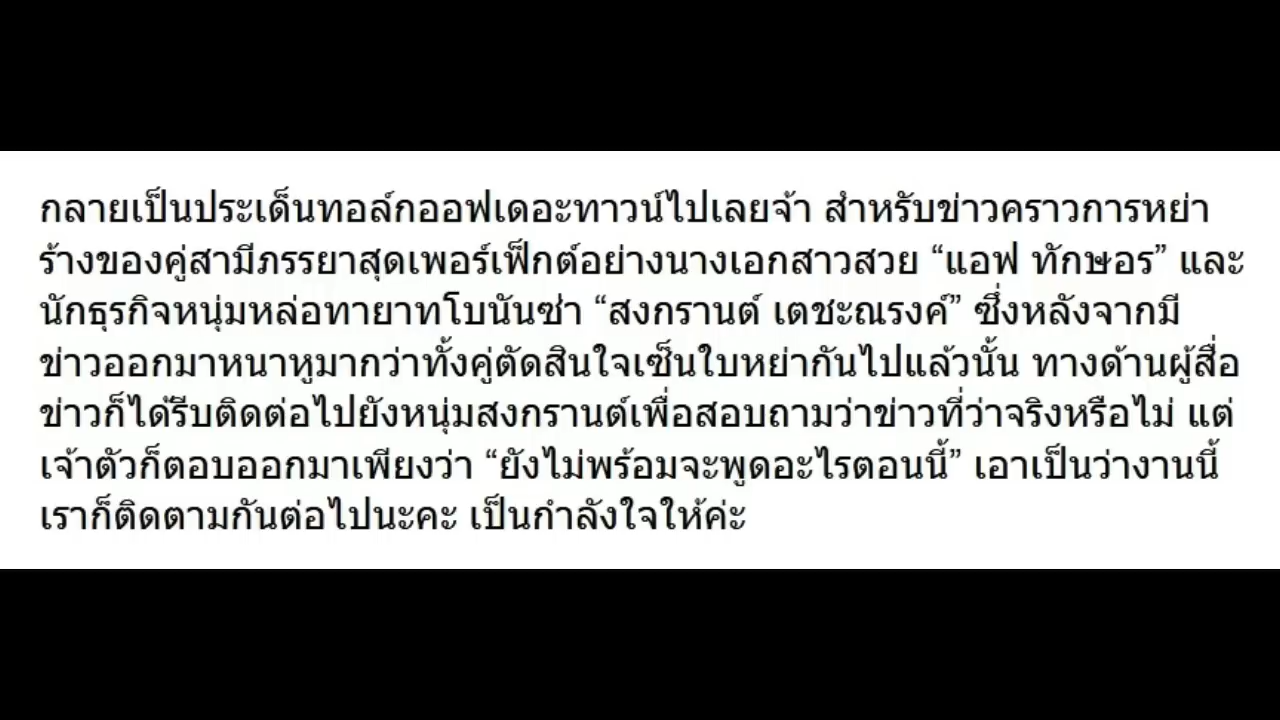 กลายเป็นประเด็นทอล์กออฟเดอะทาวน์ไปเลยจ้า สำหรับข่าวคราวการหย่า
ร้างของคู่สามีภรรยาสุดเพอร์เฟ็กต์อย่างนางเอกสาวสวย “แอฟ ทักษอร” และ
นักธุรกิจหนุ่มหล่อทายาทโบนันซ่า “สงกรานต์ เตชะณรงค์” ซึ่งหลังจากมี
ข่าวออกมาหนาหูมากว่าทั้งคู่ตัดสินใจเซ็นใบหย่ากันไปแล้วนั้น ทางด้านผู้สื่อ
ข่าวก็ได้รีบติดต่อไปยังหนุ่มสงกรานต์เพื่อสอบถามว่าข่าวที่ว่าจริงหรือไม่ แต่
เจ้าตัวก็ตอบออกมาเพียงว่า “ยังไม่พร้อมจะพูดอะไรตอนนี้” เอาเป็นว่างานนี้
เราก็ติดตามกันต่อไปนะคะ เป็นกำลังใจให้ค่ะ